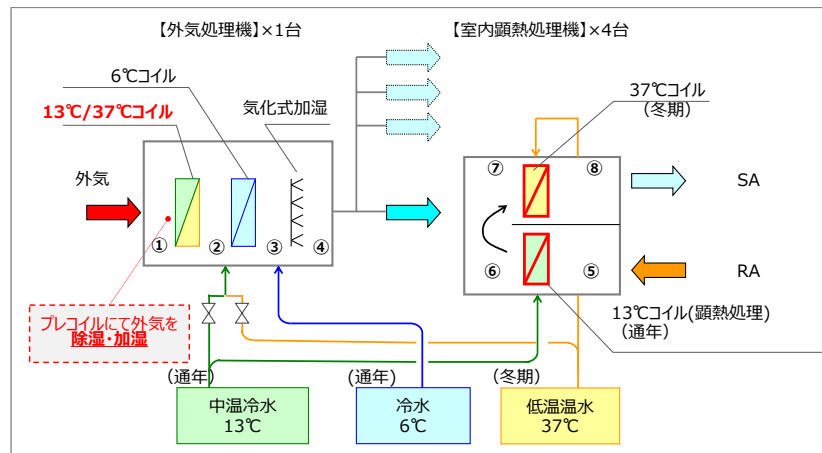 【外気処理機】×1台
【室内顕熱処理機】×4台
6℃コイル
13℃/37℃コイル
気化式加湿
37℃コイル
(冬期)
外気
① ② ③ ④
⑦ ⑧
⑥ ⑤
SA
RA
プレコイルにて外気を
除湿・加湿
13℃コイル(顕熱処理)
(通年)
(通年)
(通年)
(冬期)
中温冷水
13℃
冷水
6℃
低温温水
37℃